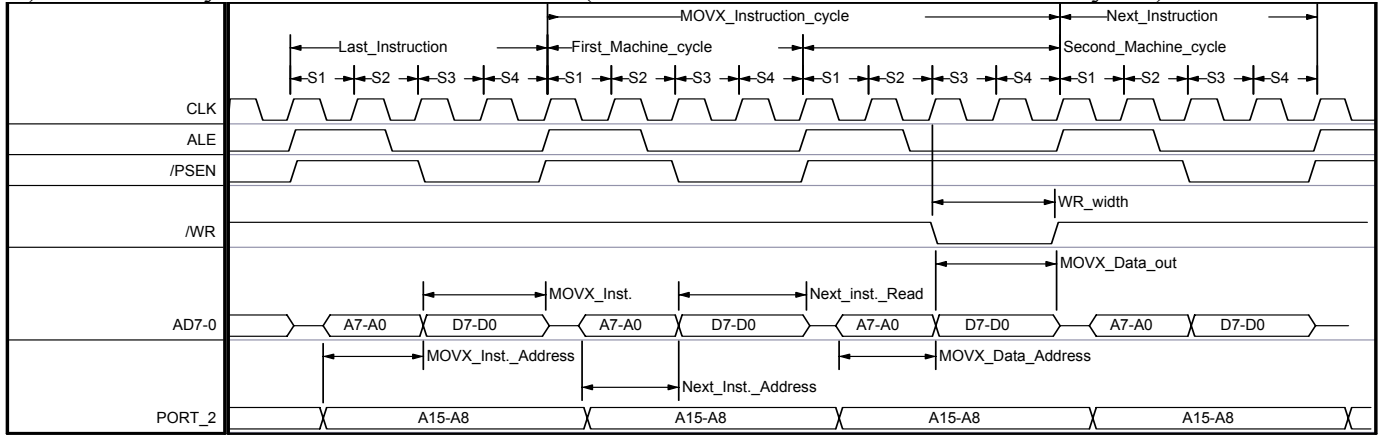 MOVX_Instruction_cycle Next_Instruction
Last_Instruction First_Machine_cycle Second_Machine_cycle
S1 S2 S3 S4 S1 S2 S3 S4 S1 S2 S3 S4 S1 S2 S3 S4
CLK
ALE
/PSEN
WR_width
/WR
MOVX_Data_out
MOVX_Inst. Next_inst._Read
AD7-0 A7-A0 D7-D0 A7-A0 D7-D0 A7-A0 D7-D0 A7-A0 D7-D0
MOVX_Inst._Address MOVX_Data_Address
Next_Inst._Address
PORT_2 A15-A8 A15-A8 A15-A8 A15-A8